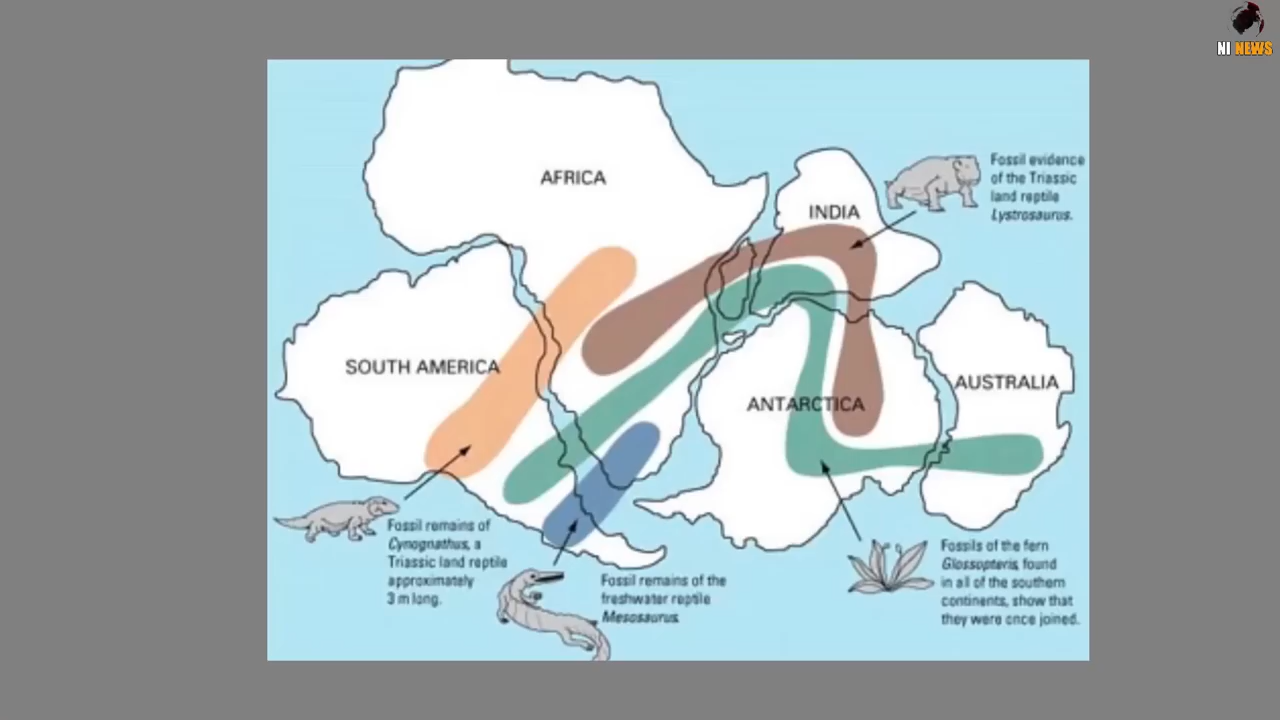 NI NEWS
AFRICA
Fossil evidence
of the Triassic
land reptile
Lystrosaurus.
INDIA
SOUTH AMERICA
ANTARCTICA
AUSTRALIA
Fossil remains of
Cynognathus, a
Triassic land reptile
approximately
3 m long.
Fossil remains of the
freshwater reptile
Mesosaurus.
Fossils of the fern
Glossopteris, found
in all of the southern
continents, show that
they were once joined.